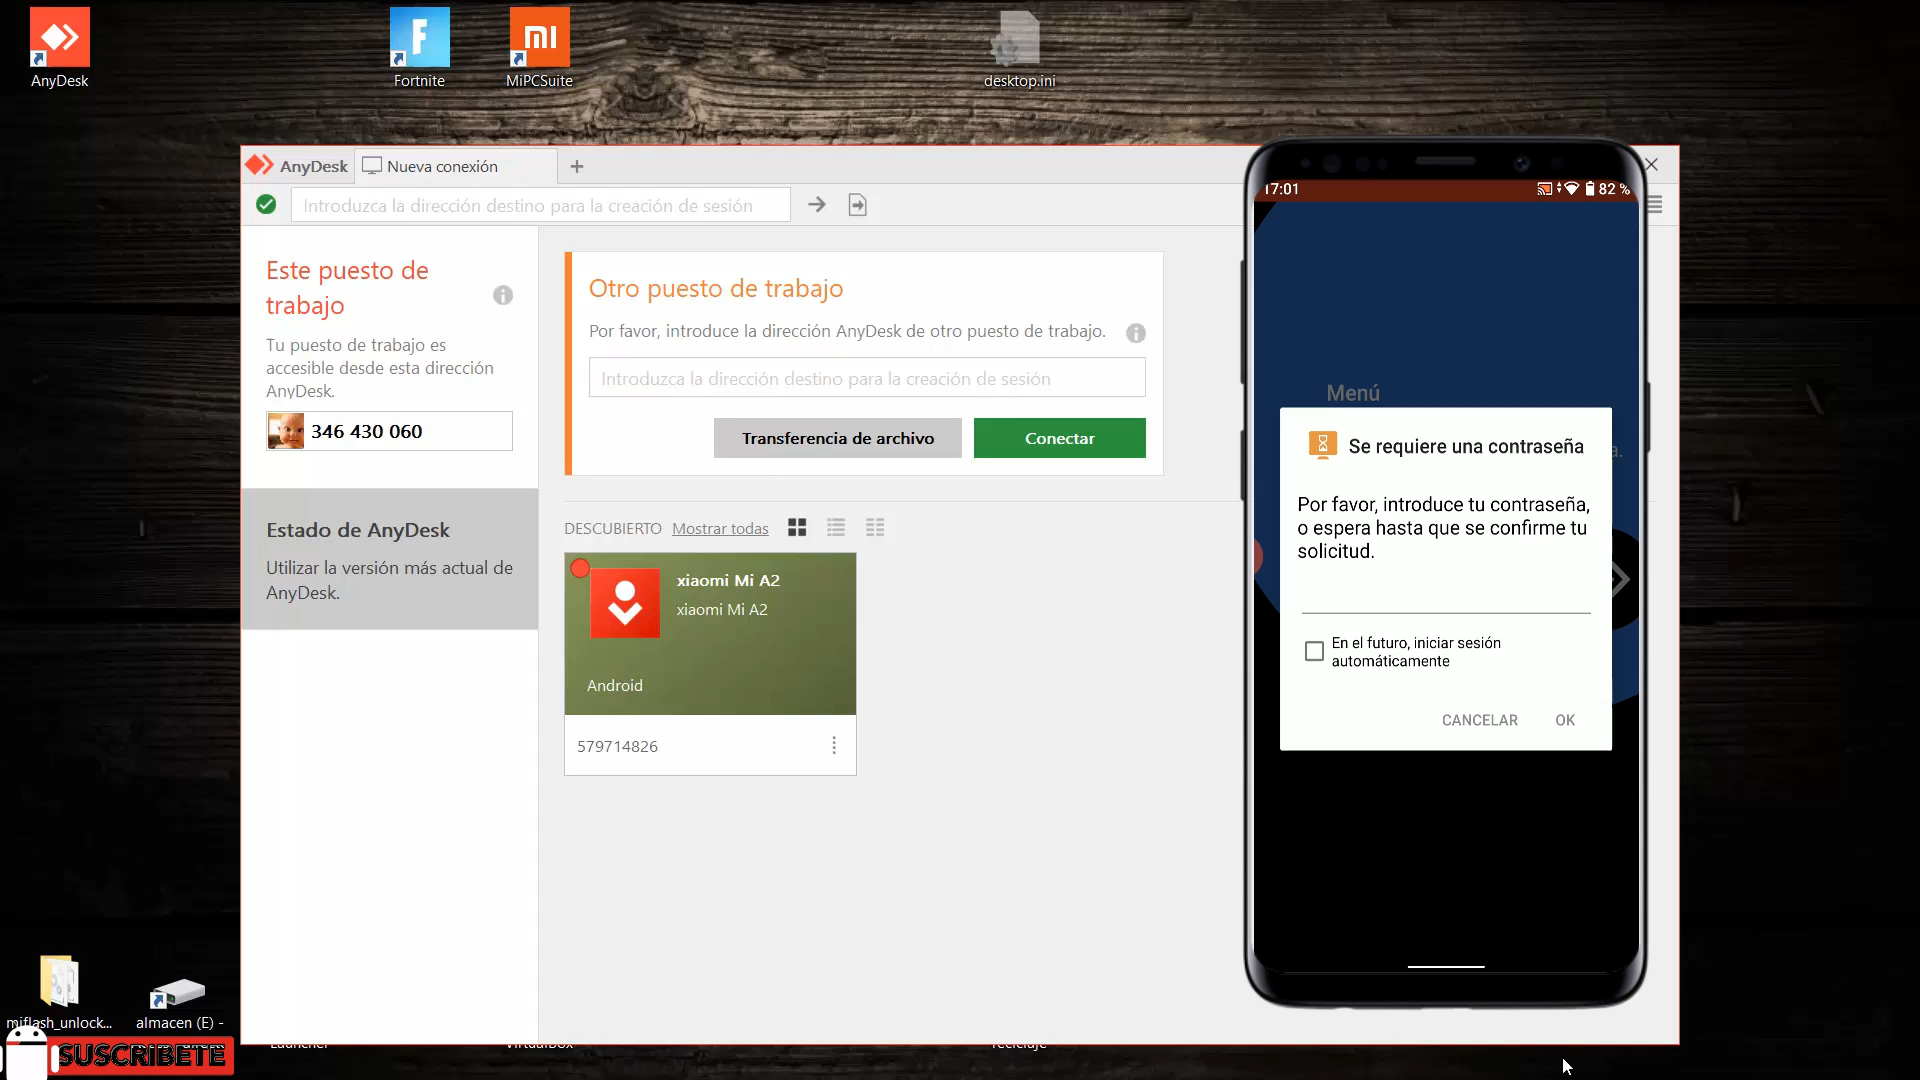 AnyDesk
Fortnite
MiPCSuite
desktop.ini
AnyDesk
Nueva conexión
Introduzca la dirección destino para la creación de sesión
Este puesto de
trabajo
Tu puesto de trabajo es
accesible desde esta dirección
AnyDesk.
346 430 060
Estado de AnyDesk
Utilizar la versión más actual de
AnyDesk.
Otro puesto de trabajo
Por favor, introduce la dirección AnyDesk de otro puesto de trabajo.
Introduzca la dirección destino para la creación de sesión
Transferencia de archivo
Conectar
DESCUBIERTO Mostrar todas
xiaomi Mi A2
xiaomi Mi A2
Android
579714826
17:01
82 %
Menú
a.
Se requiere una contraseña
Por favor, introduce tu contraseña,
o espera hasta que se confirme tu
solicitud.
En el futuro, iniciar sesión
automáticamente
CANCELAR OK
miflash_unlock...
almacen (E) -
SUSCRIBETE